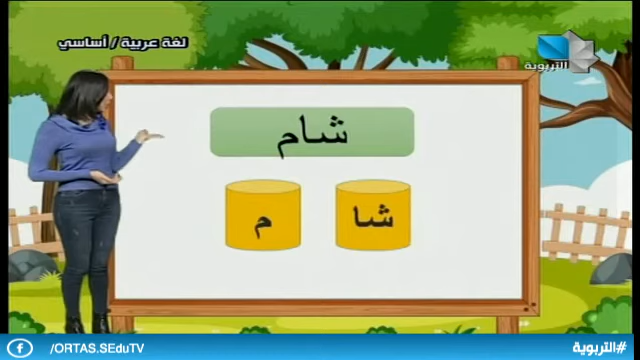 لغة عربية / أساسي
التربوية
شام
شا
م
/ORTAS.SEduTV
#التربوية